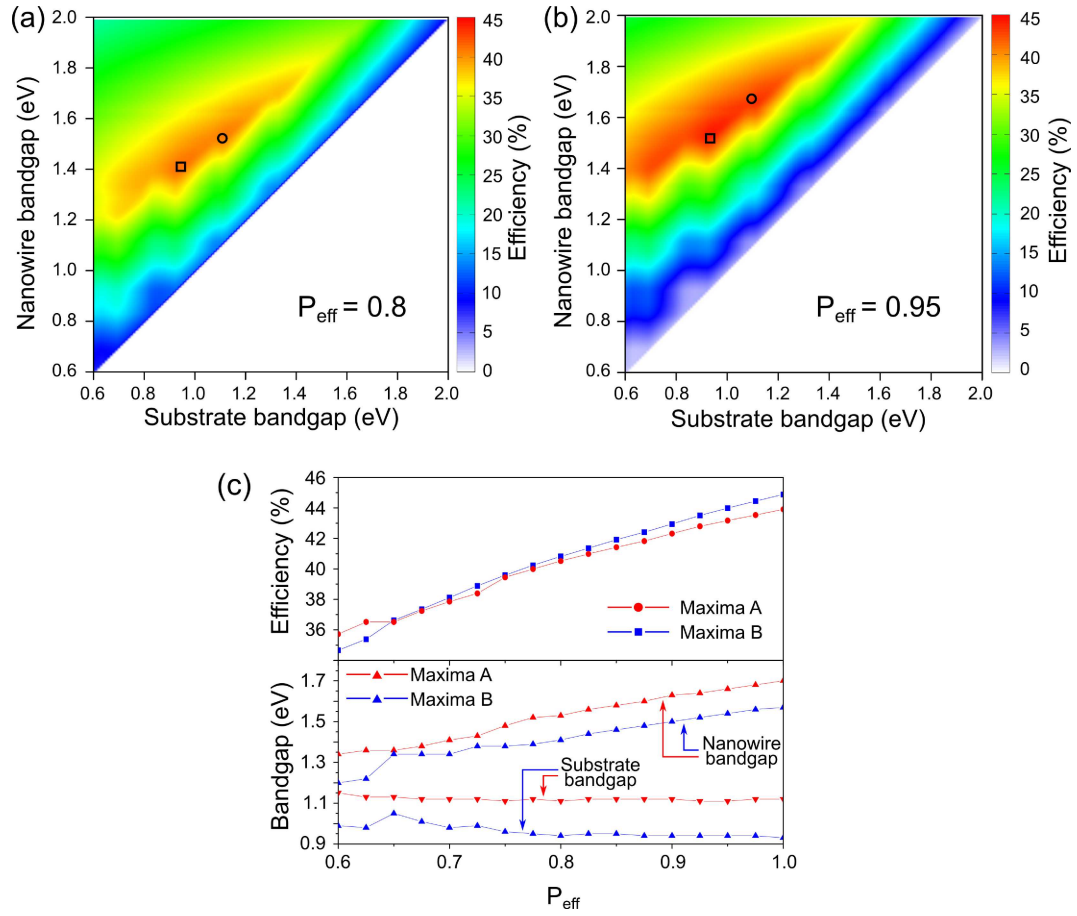 (a)
2.0
1.8
1.6
1.4
1.2
1.0
0.8
0.6
Nanowire bandgap (eV)
0.6 0.8 1.0 1.2 1.4 1.6 1.8 2.0
Substrate bandgap (eV)
P_eff = 0.8
45
40
35
30
25
20
15
10
5
0
Efficiency (%)
(b)
2.0
1.8
1.6
1.4
1.2
1.0
0.8
0.6
Nanowire bandgap (eV)
0.6 0.8 1.0 1.2 1.4 1.6 1.8 2.0
Substrate bandgap (eV)
P_eff = 0.95
45
40
35
30
25
20
15
10
5
0
Efficiency (%)
(c)
46
44
42
40
38
36
Efficiency (%)
Maxima A
Maxima B
1.7
1.5
1.3
1.1
0.9
Bandgap (eV)
Maxima A
Maxima B
Nanowire
bandgap
Substrate
bandgap
0.6 0.7 0.8 0.9 1.0
P_eff